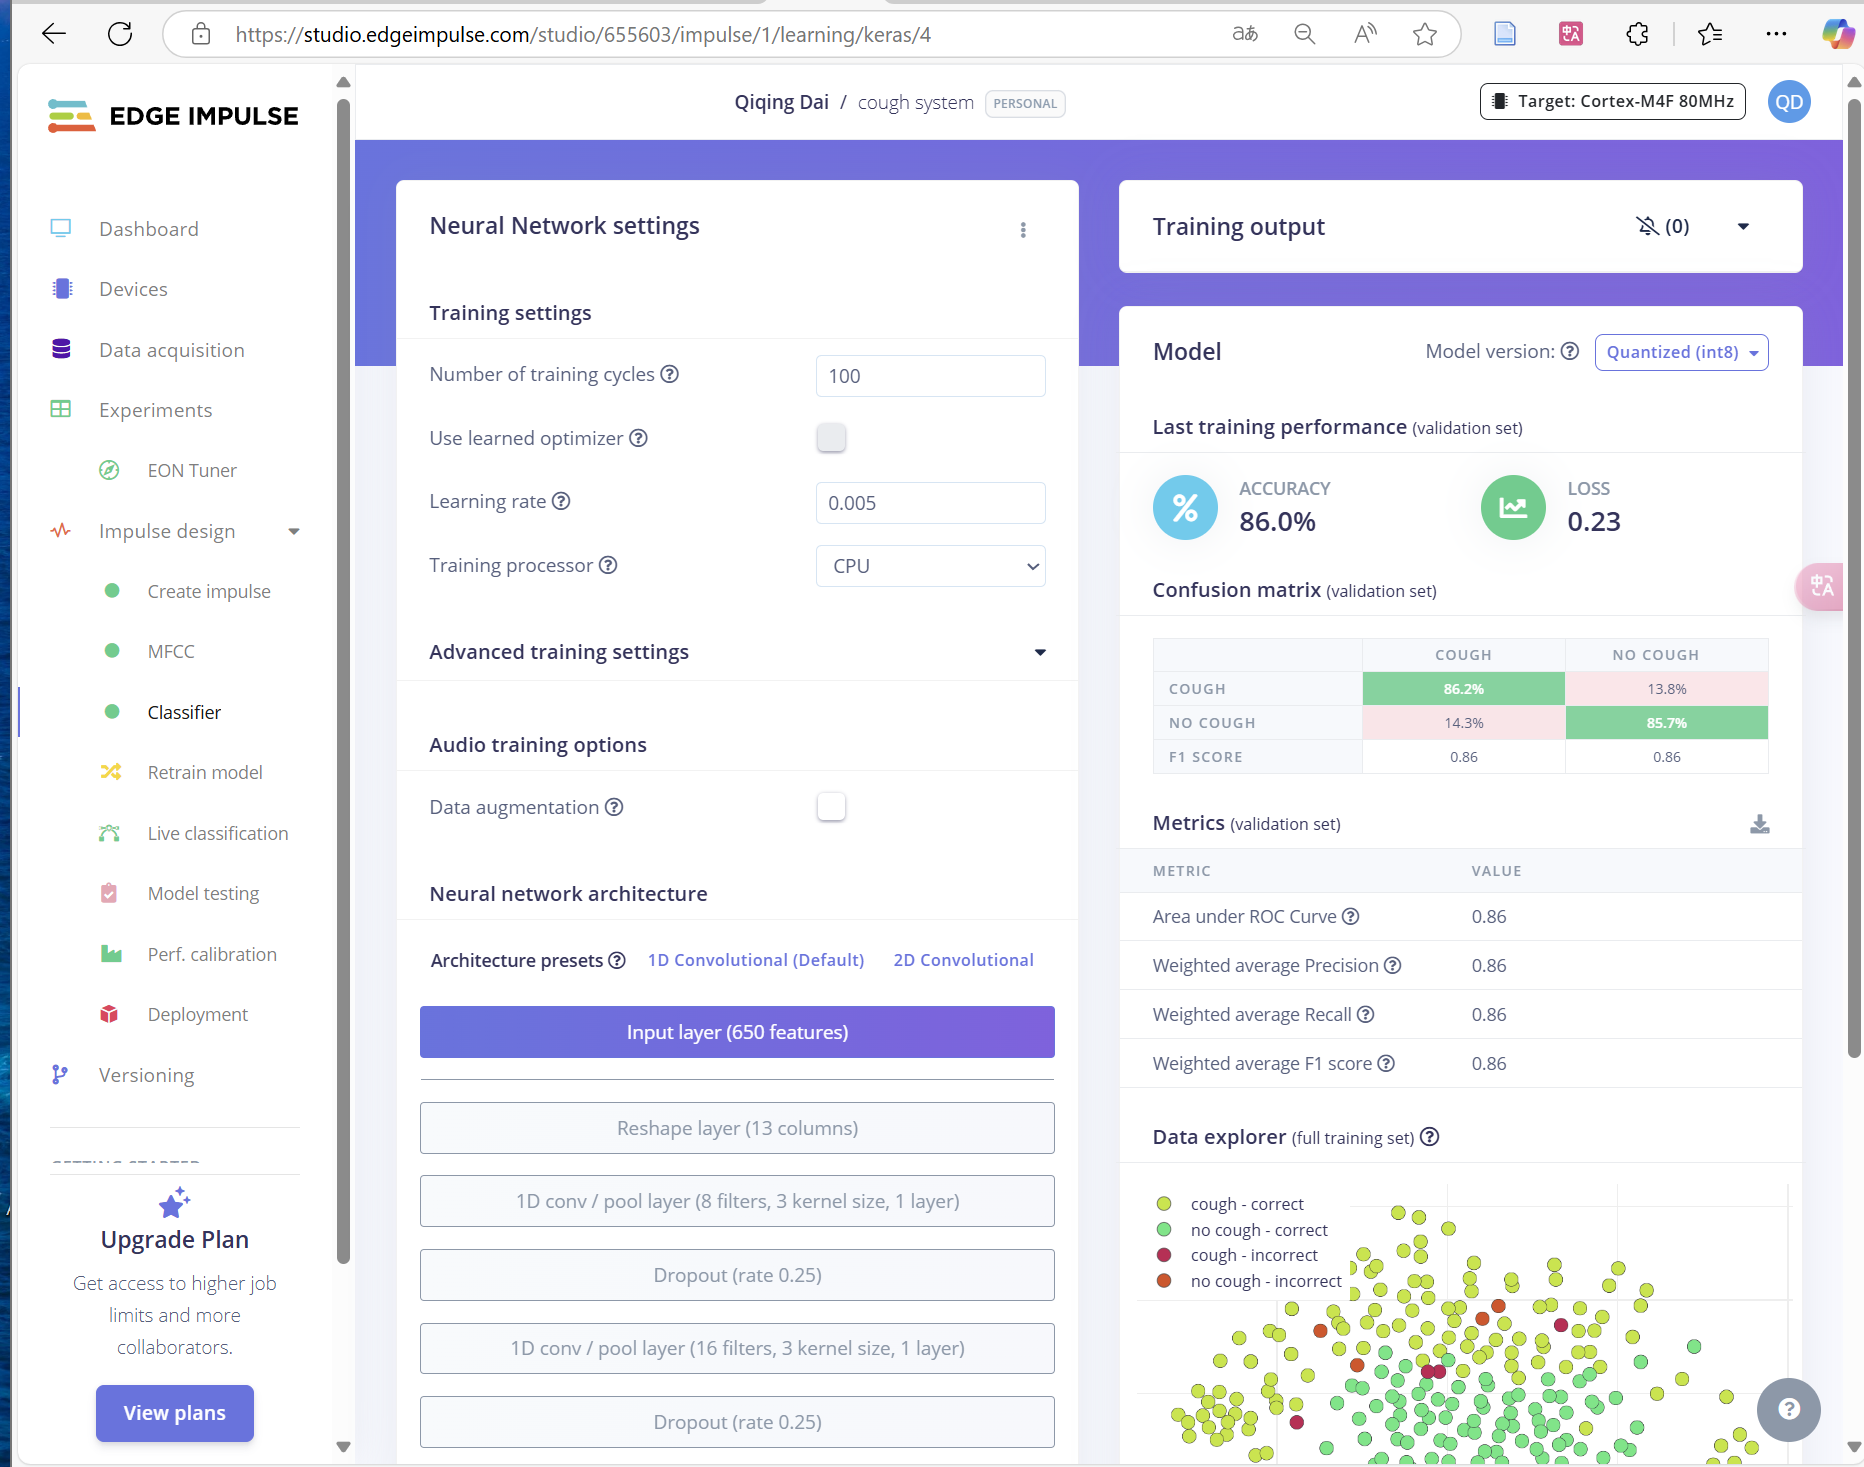 https://studio.edgeimpulse.com/studio/655603/impulse/1/learning/keras/4
aあ
A
中A
EDGE IMPULSE
Qiqing Dai / cough system PERSONAL
Target: Cortex-M4F 80MHz
QD
Dashboard
Devices
Data acquisition
Experiments
EON Tuner
Impulse design
Create impulse
MFCC
Classifier
Retrain model
Live classification
Model testing
Perf. calibration
Deployment
Versioning
GETTING STARTED
Upgrade Plan
Get access to higher job
limits and more
collaborators.
View plans
Neural Network settings
Training settings
Number of training cycles ? 100
Use learned optimizer ?
Learning rate ? 0.005
Training processor ? CPU
Advanced training settings
Audio training options
Data augmentation ?
Neural network architecture
Architecture presets ? 1D Convolutional (Default) 2D Convolutional
Input layer (650 features)
Reshape layer (13 columns)
1D conv / pool layer (8 filters, 3 kernel size, 1 layer)
Dropout (rate 0.25)
1D conv / pool layer (16 filters, 3 kernel size, 1 layer)
Dropout (rate 0.25)
Training output (0)
Model Model version: ? Quantized (int8)
Last training performance (validation set)
% ACCURACY
86.0%
LOSS
0.23
Confusion matrix (validation set)
中A
COUGH NO COUGH
COUGH 86.2% 13.8%
NO COUGH 14.3% 85.7%
F1 SCORE 0.86 0.86
Metrics (validation set)
METRIC VALUE
Area under ROC Curve ? 0.86
Weighted average Precision ? 0.86
Weighted average Recall ? 0.86
Weighted average F1 score ? 0.86
Data explorer (full training set) ?
cough - correct
no cough - correct
cough - incorrect
no cough - incorrect
?